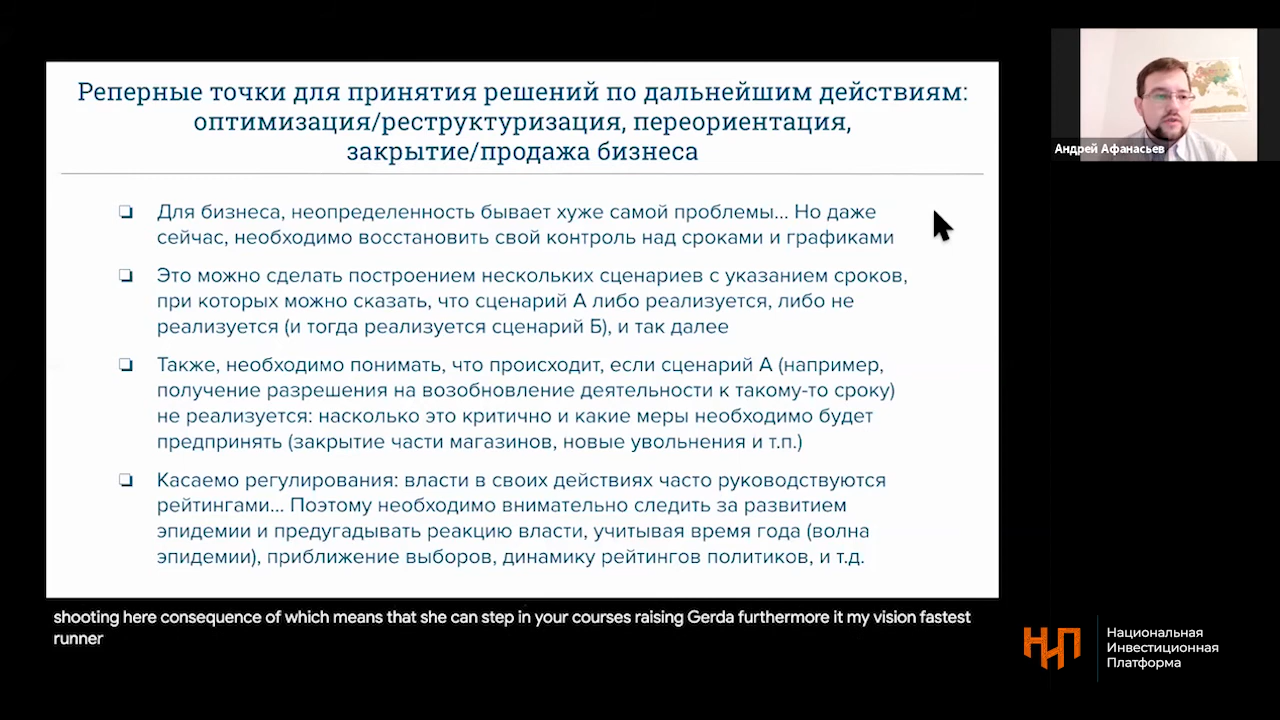 Реперные точки для принятия решений по дальнейшим действиям:
оптимизация/реструктуризация, переориентация,
закрытие/продажа бизнеса
Для бизнеса, неопределенность бывает хуже самой проблемы... Но даже
сейчас, необходимо восстановить свой контроль над сроками и графиками
Это можно сделать построением нескольких сценариев с указанием сроков,
при которых можно сказать, что сценарий А либо реализуется, либо не
реализуется (и тогда реализуется сценарий Б), и так далее
Также, необходимо понимать, что происходит, если сценарий А (например,
получение разрешения на возобновление деятельности к такому-то сроку)
не реализуется: насколько это критично и какие меры необходимо будет
предпринять (закрытие части магазинов, новые увольнения и т.п.)
Касаемо регулирования: власти в своих действиях часто руководствуются
рейтингами... Поэтому необходимо внимательно следить за развитием
эпидемии и предугадывать реакцию власти, учитывая время года (волна
эпидемии), приближение выборов, динамику рейтингов политиков, и т.д.
Андрей Афанасьев
shooting here consequence of which means that she can step in your courses raising Gerda furthermore it my vision fastest
runner
НИП
Национальная
Инвестиционная
Платформа